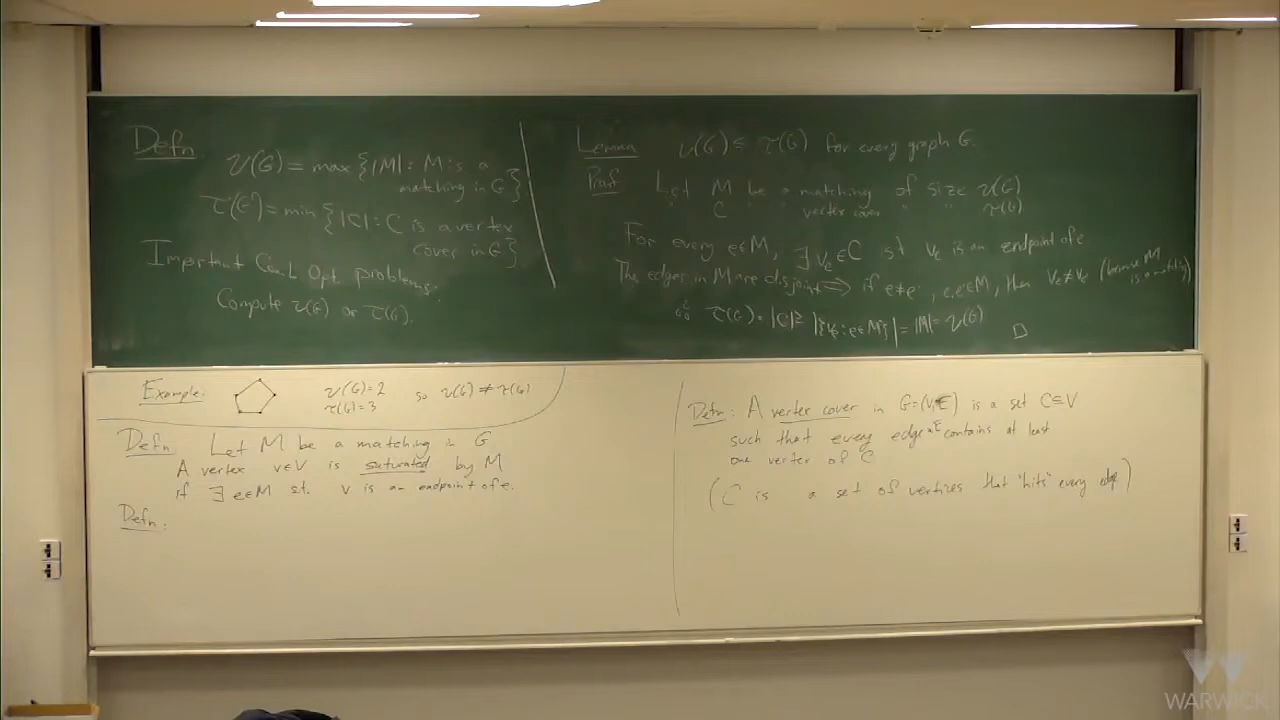 Defn
ν(G) = max {|M| : M is a
matching in G}
τ(G) = min {|C| : C is a vertex
cover in G}
Important Comb. Opt. problems:
Compute ν(G) or τ(G).
Lemma ν(G) ≤ τ(G) for every graph G.
Proof Let M be a matching of size ν(G)
C " " vertex cover " " τ(G)
For every e∈M, ∃ v_e∈C st v_e is an endpoint of e
The edges in M are disjoint ⟹ if e≠e', e,e'∈M, then v_e≠v_e' (because M
is a matching)
∴ τ(G) = |C| ≥ |{v_e : e∈M}| = |M| = ν(G) □
Example: ν(G)=2 so ν(G) ≠ τ(G)
τ(G)=3
Defn: Let M be a matching in G
A vertex v∈V is saturated by M
if ∃ e∈M st. v is an endpoint of e.
Defn:
Defn: A vertex cover in G=(V,E) is a set C⊆V
such that every edge ∈E contains at least
one vertex of C
(C is a set of vertices that "hits" every edge)
WARWICK